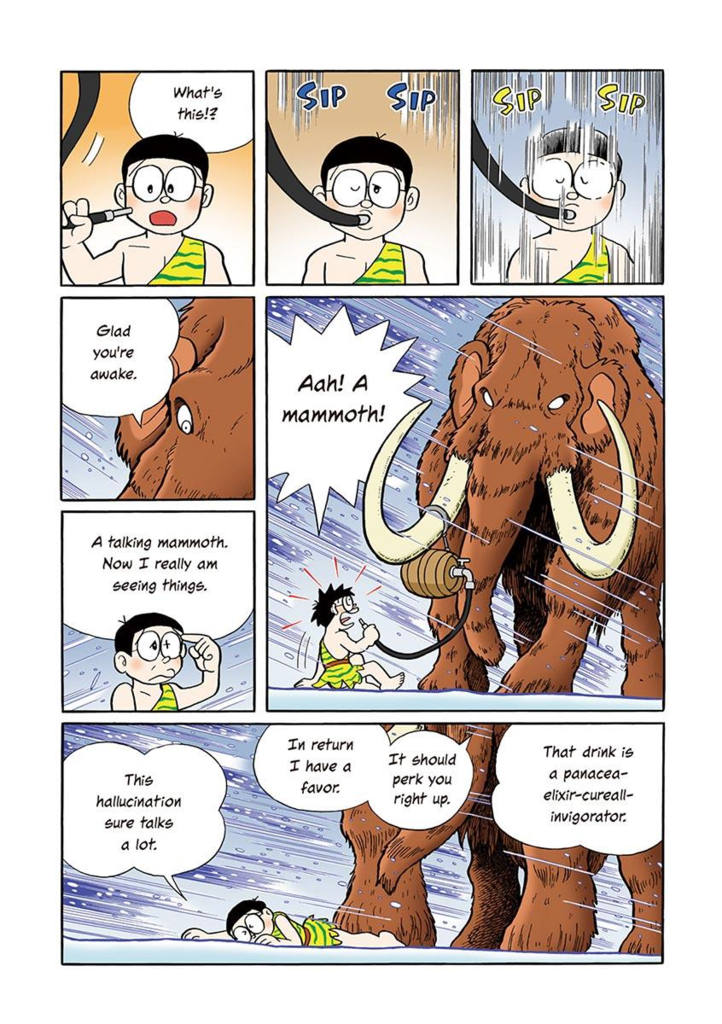 What's
this!?
SIP
SIP
SIP
SIP
Glad
you're
awake.
Aah! A
mammoth!
A talking mammoth.
Now I really am
seeing things.
This
hallucination
sure talks
a lot.
In return
I have a
favor.
It should
perk you
right up.
That drink is
a panacea-
elixir-cureall-
invigorator.